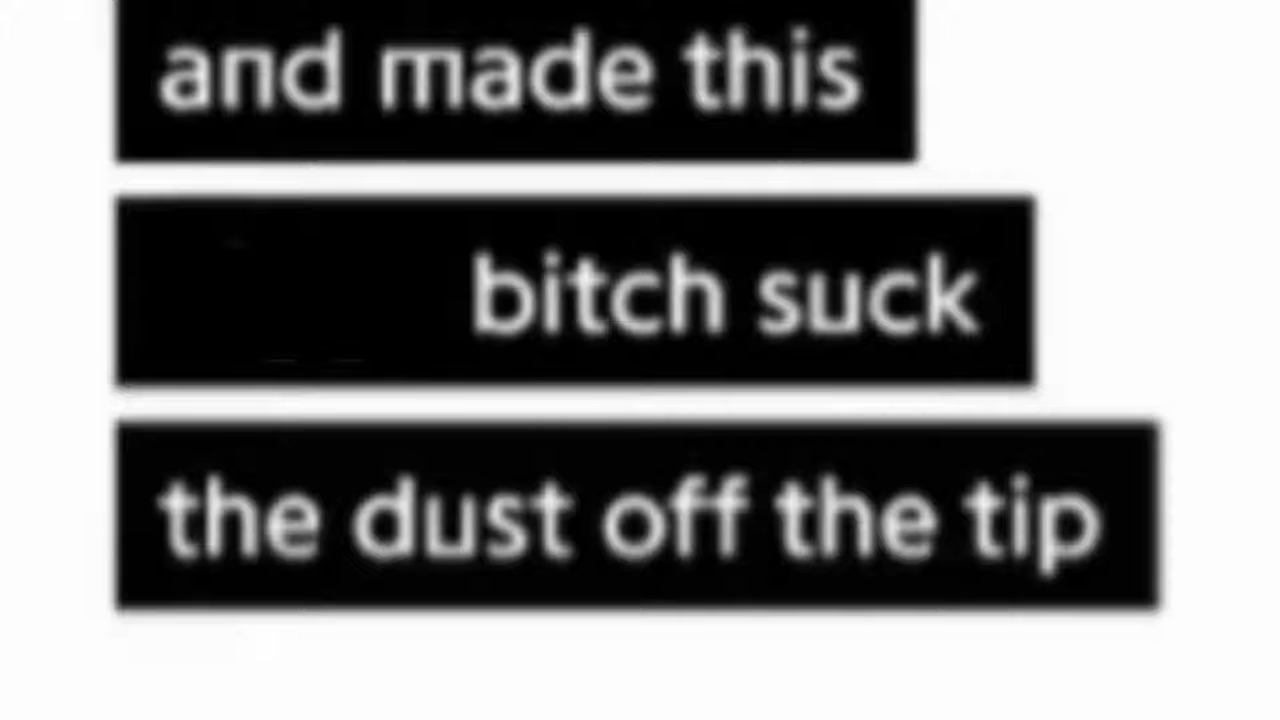 and made this
bitch suck
the dust off the tip